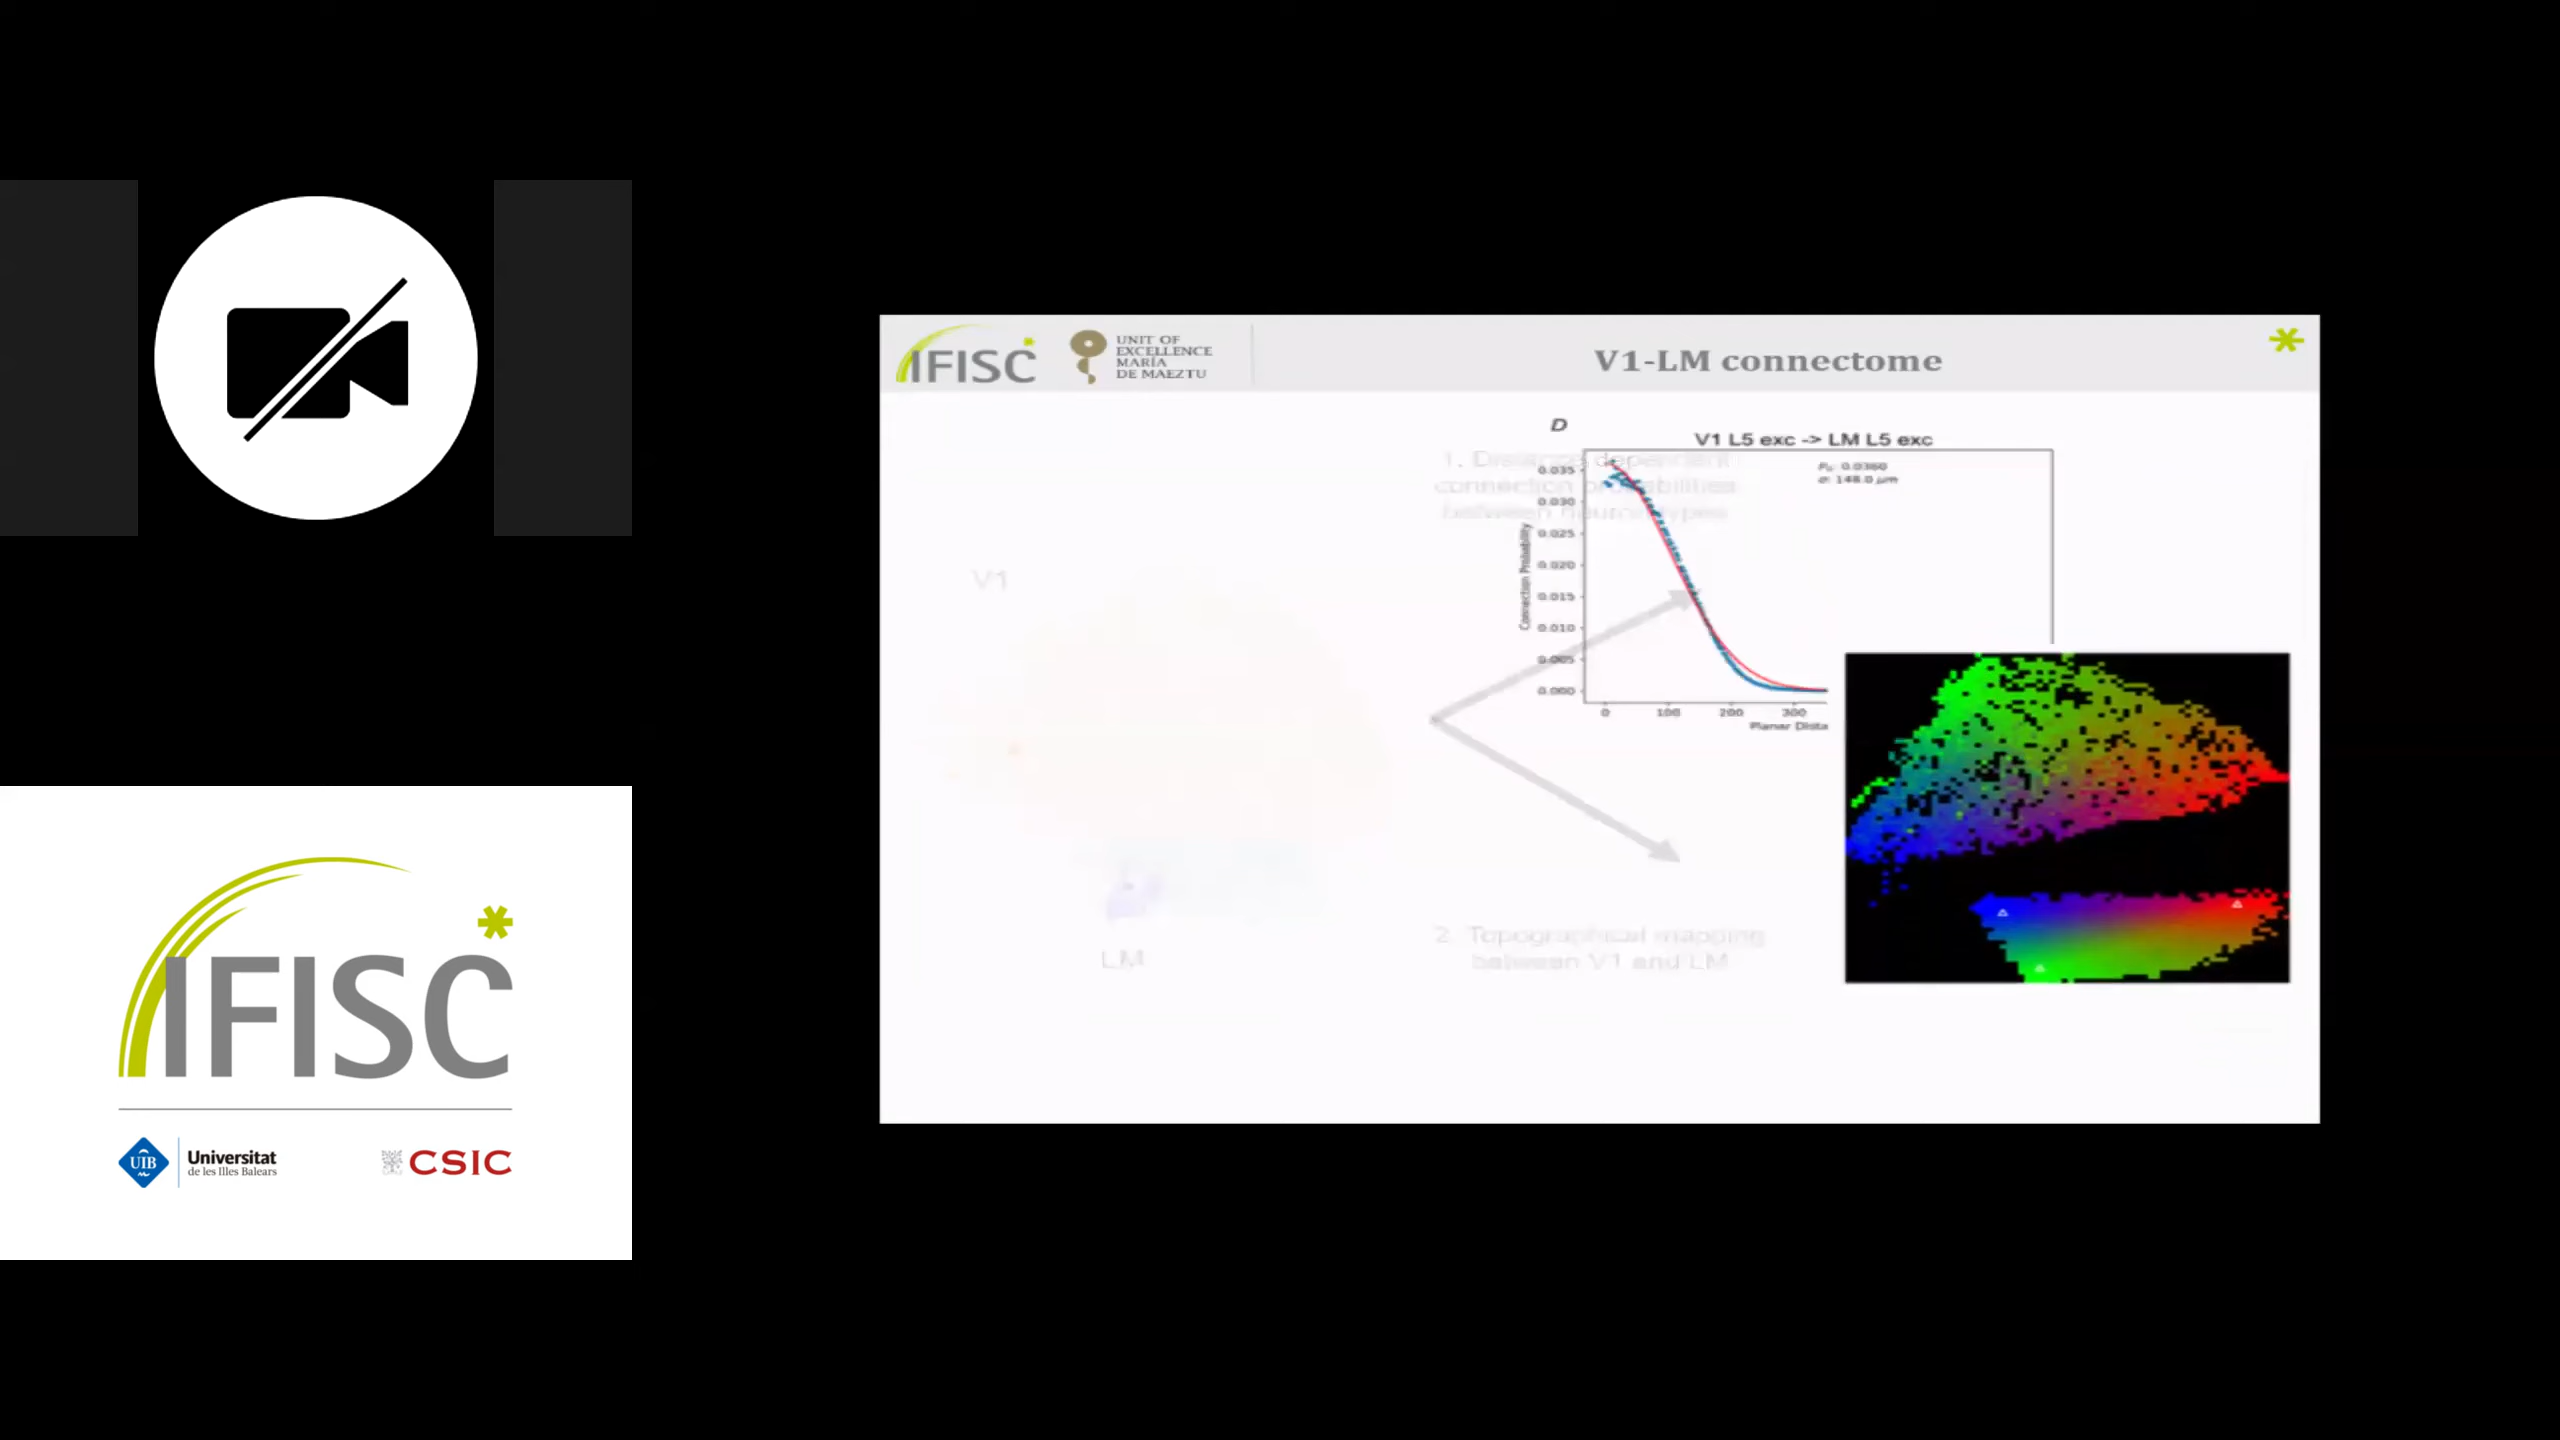 IFISC
UNIT OF
EXCELLENCE
MARÍA
DE MAEZTU
V1-LM connectome
D
V1 L5 exc -> LM L5 exc
P₀: 0.0360
σ: 148.0 µm
1. Distance dependent
connection probabilities
between neuron types
Connection Probability
0.035
0.030
0.025
0.020
0.015
0.010
0.005
0.000
0 100 200 300
Planar Dista
V1
LM
2. Topographical mapping
between V1 and LM
IFISC
UIB
Universitat
de les Illes Balears
CSIC